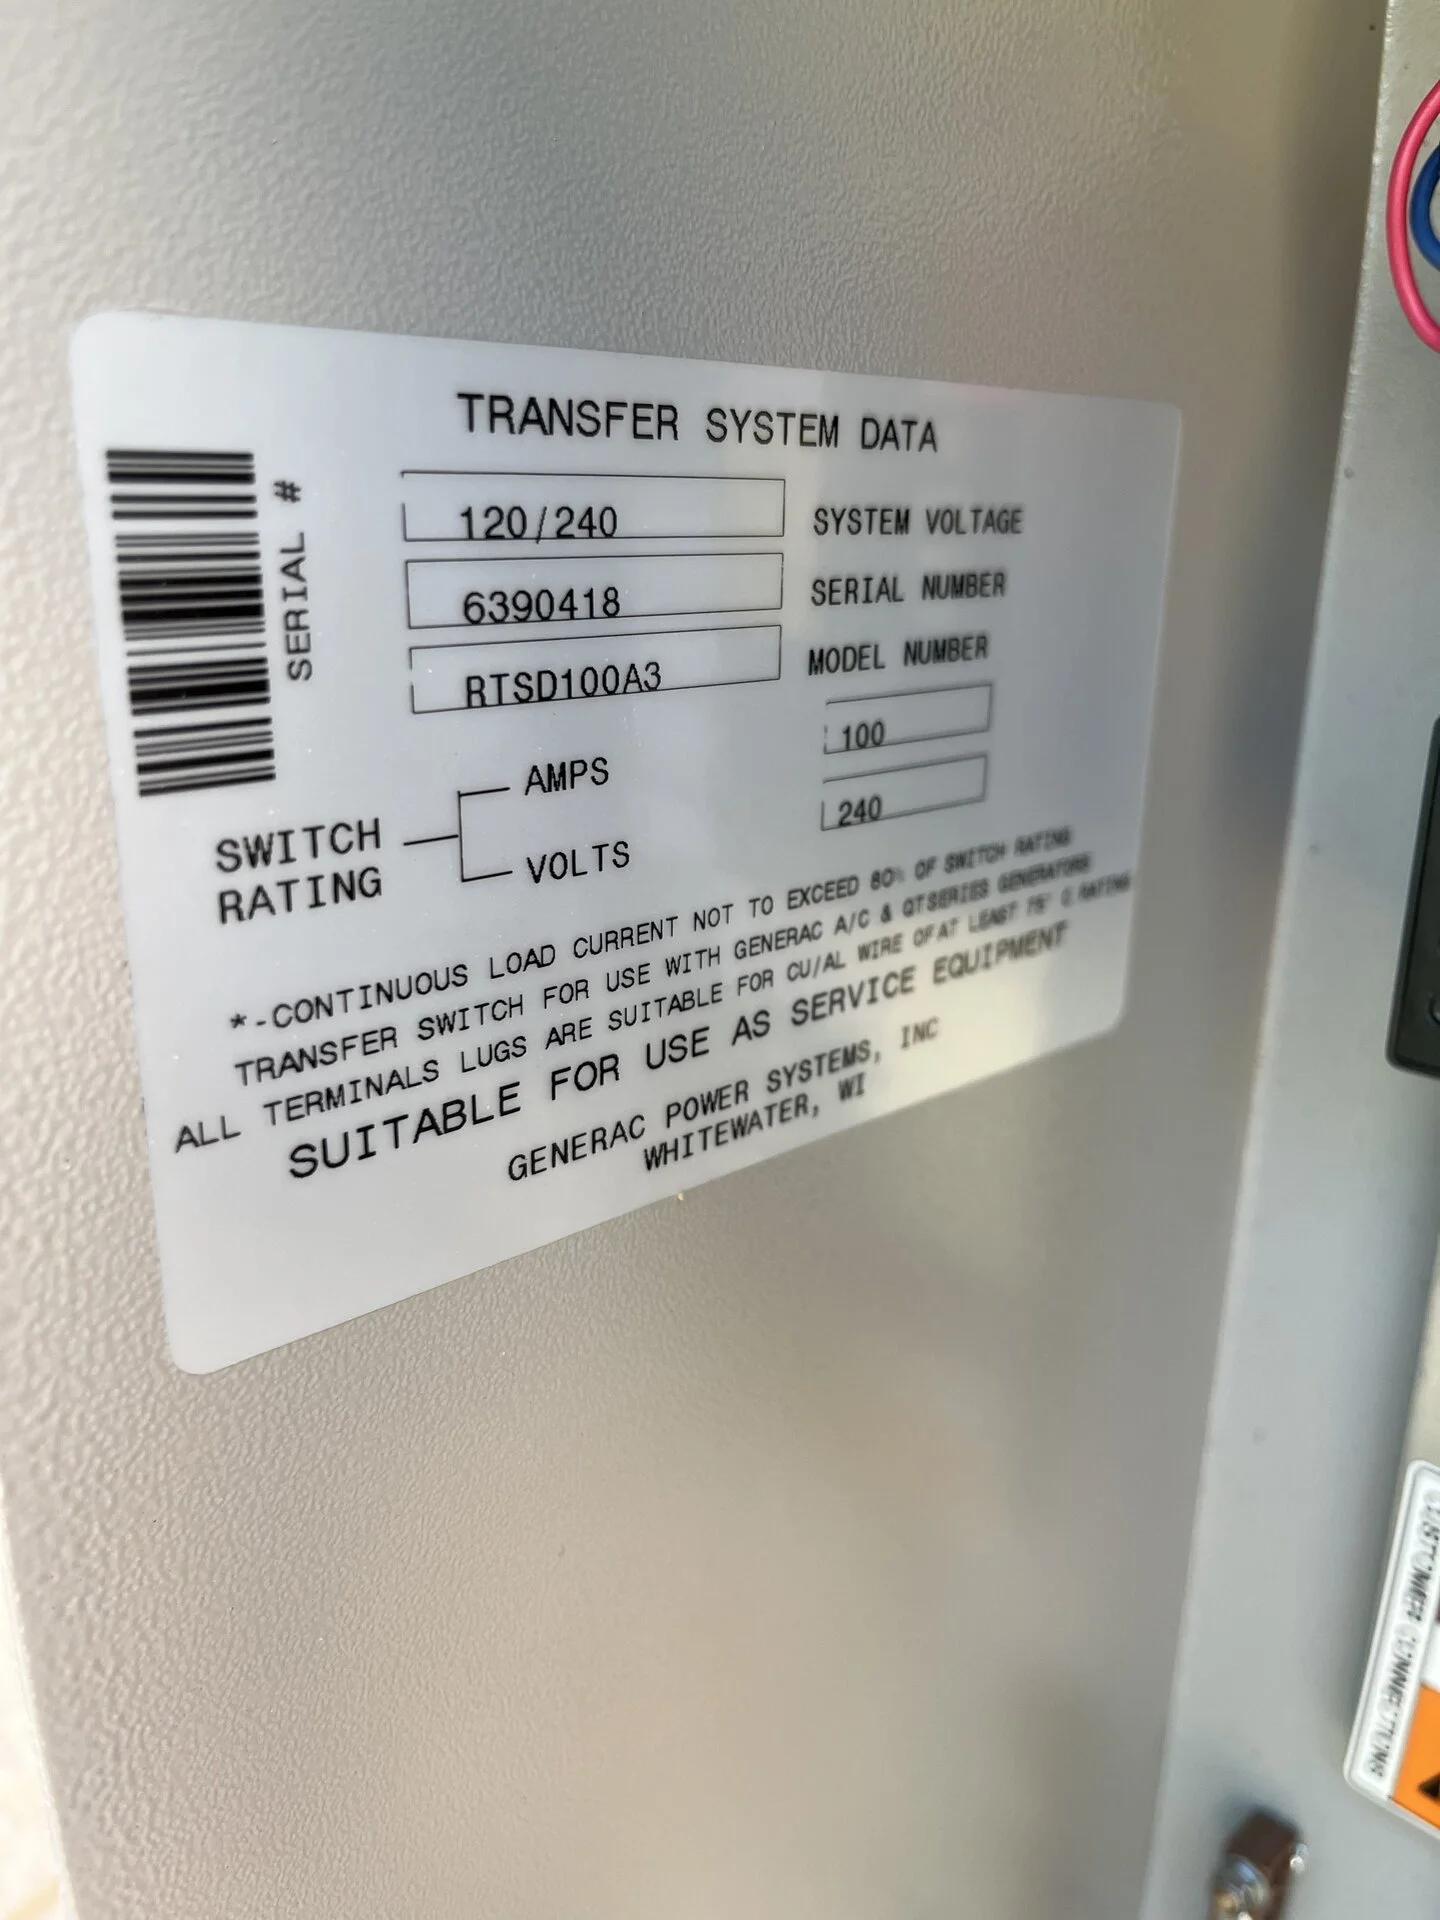 TRANSFER SYSTEM DATA
SERIAL #
120/240 SYSTEM VOLTAGE
6390418 SERIAL NUMBER
RTSD100A3 MODEL NUMBER
SWITCH RATING
AMPS 100
VOLTS 240
*-CONTINUOUS LOAD CURRENT NOT TO EXCEED 80% OF SWITCH RATING
TRANSFER SWITCH FOR USE WITH GENERAC A/C & QTSERIES GENERATORS
ALL TERMINALS LUGS ARE SUITABLE FOR CU/AL WIRE OF AT LEAST 75° C RATING
SUITABLE FOR USE AS SERVICE EQUIPMENT
GENERAC POWER SYSTEMS, INC
WHITEWATER, WI
CUSTOMER CONNECTIONS